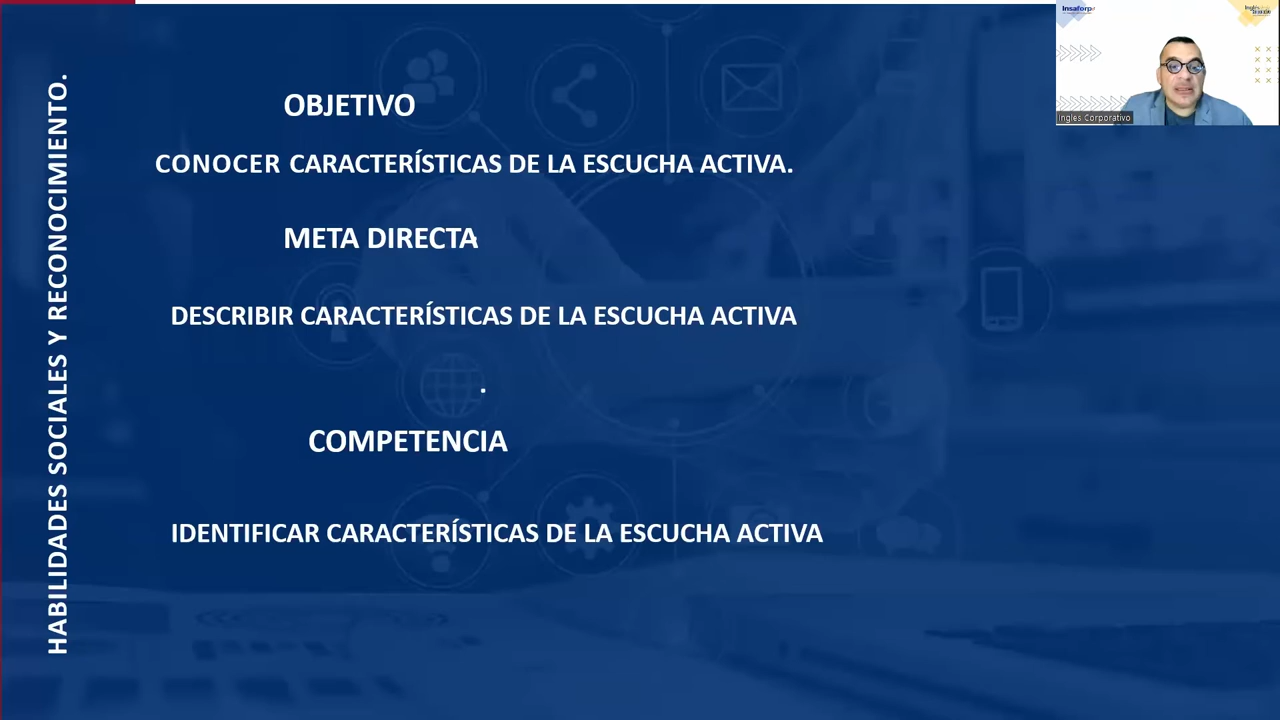 HABILIDADES SOCIALES Y RECONOCIMIENTO.
OBJETIVO
CONOCER CARACTERÍSTICAS DE LA ESCUCHA ACTIVA.
META DIRECTA
DESCRIBIR CARACTERÍSTICAS DE LA ESCUCHA ACTIVA
.
COMPETENCIA
IDENTIFICAR CARACTERÍSTICAS DE LA ESCUCHA ACTIVA
Insaforp
Ingles Corporativo